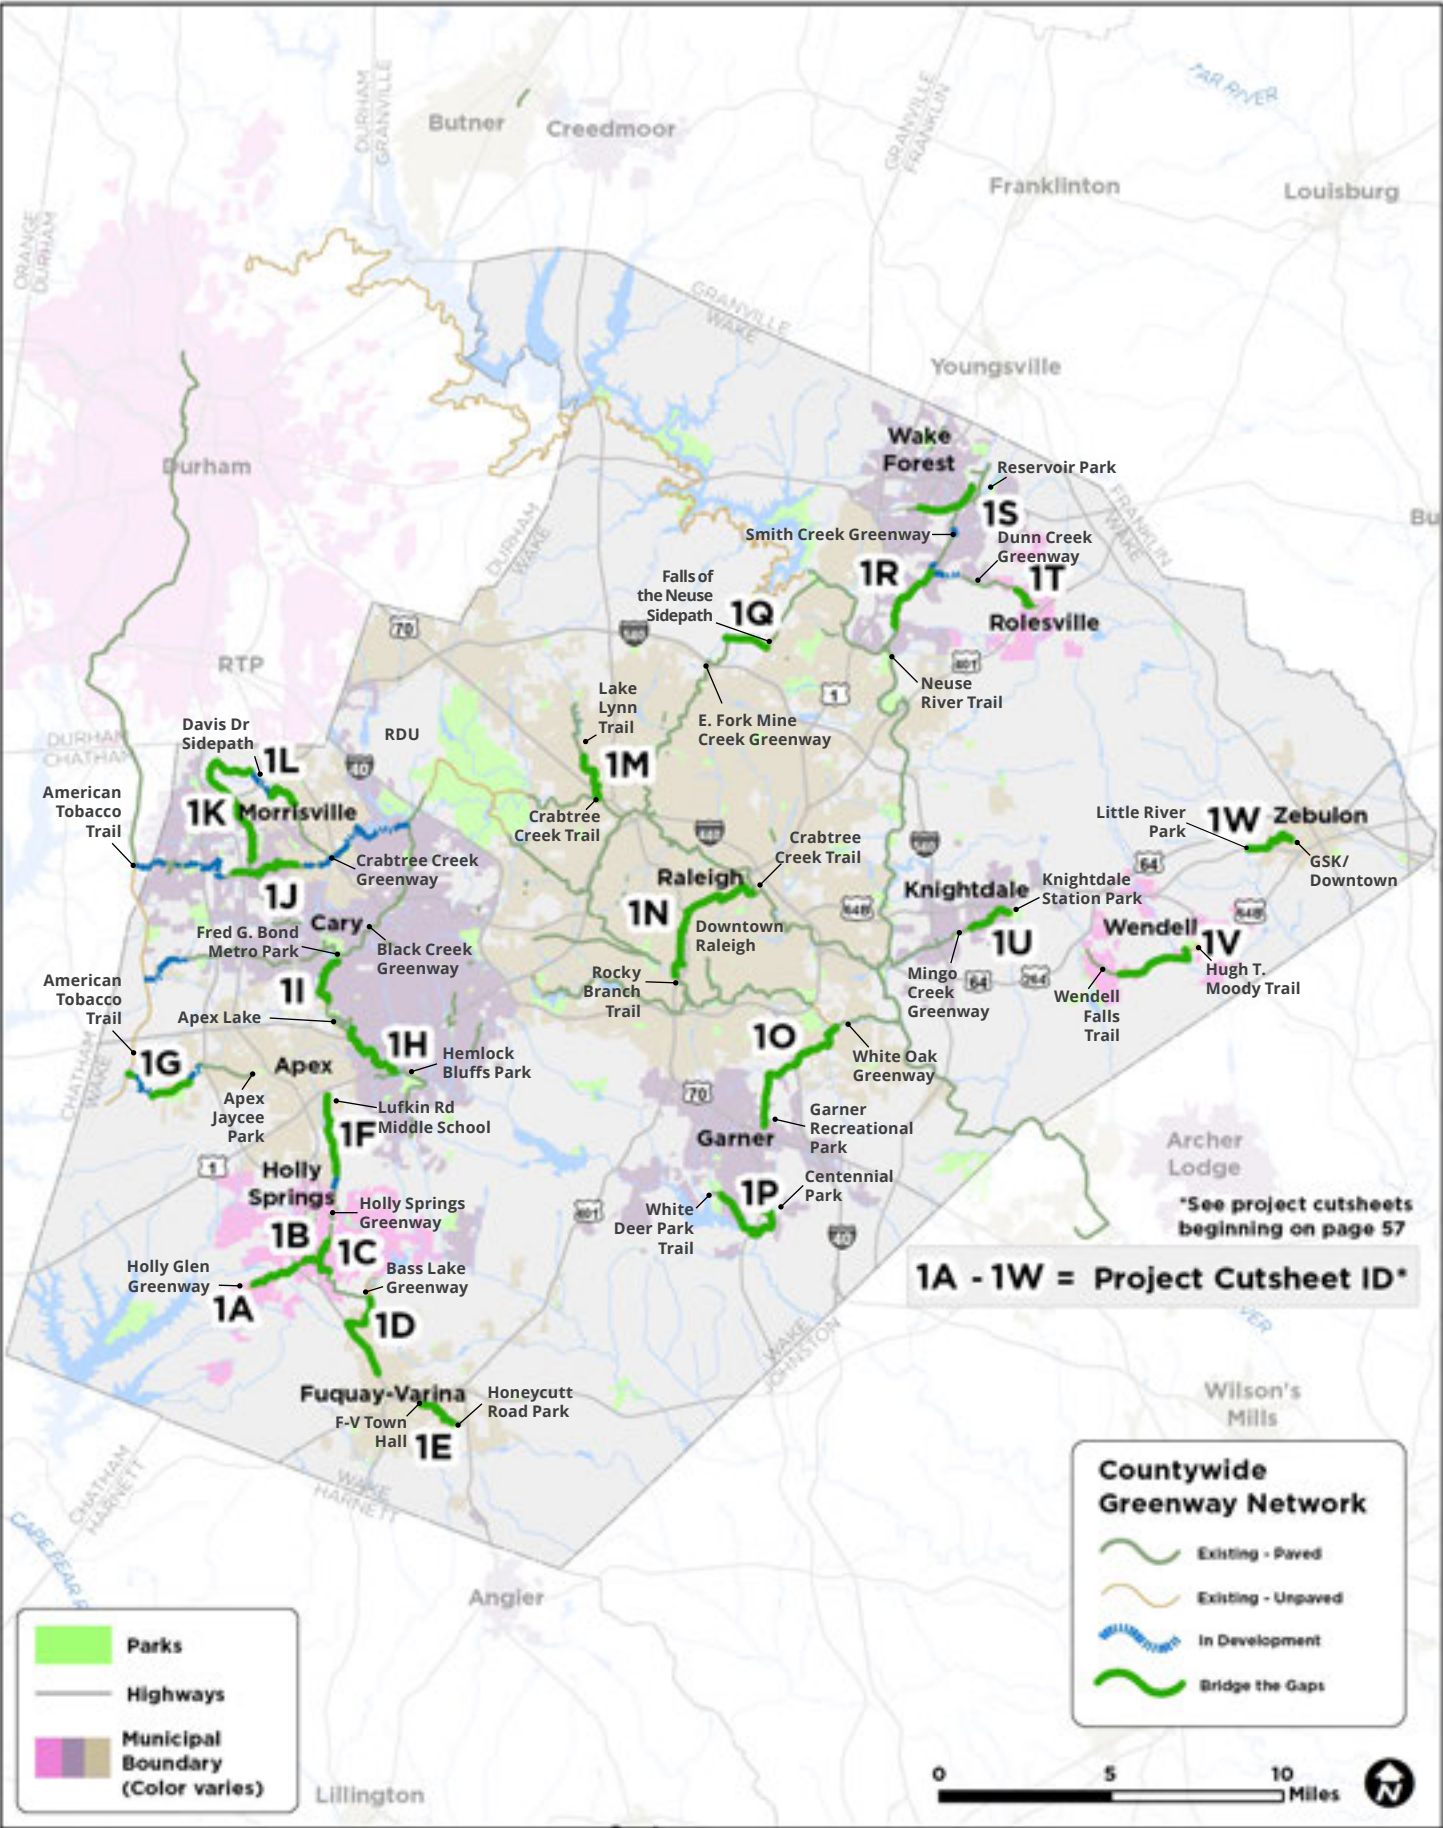 FAR RIVER
DURHAM
GRANVILLE
GRANVILLE
FRANKLIN
Butner
Creedmoor
Franklinton
Louisburg
ORANGE
DURHAM
GRANVILLE
WAKE
Youngsville
Durham
Wake
Forest
Reservoir Park
1S
FRANKLIN
WAKE
Bu
DURHAM
WAKE
Smith Creek Greenway
Dunn Creek
Greenway
1R
1T
Rolesville
Falls of
the Neuse
Sidepath
1Q
70
540
RTP
401
1
Neuse
River Trail
Lake
Lynn
Trail
E. Fork Mine
Creek Greenway
DURHAM
CHATHAM
Davis Dr
Sidepath
1L
RDU
40
1M
American
Tobacco
Trail
1K
Morrisville
Crabtree
Creek Trail
440
Crabtree
Creek Trail
540
Little River
Park
1W
Zebulon
GSK/
Downtown
64
Crabtree Creek
Greenway
1J
Raleigh
Knightdale
Knightdale
Station Park
64B
64B
1N
Downtown
Raleigh
Cary
Fred G. Bond
Metro Park
Black Creek
Greenway
1U
Wendell
1V
Hugh T.
Moody Trail
American
Tobacco
Trail
1I
Rocky
Branch
Trail
Mingo
Creek
Greenway
64
264
Wendell
Falls
Trail
Apex Lake
1O
White Oak
Greenway
1H
Hemlock
Bluffs Park
CHATHAM
WAKE
1G
Apex
Apex
Jaycee
Park
Lufkin Rd
Middle School
1F
70
Garner
Garner
Recreational
Park
Archer
Lodge
1
Holly
Springs
Holly Springs
Greenway
401
White
Deer Park
Trail
1P
Centennial
Park
40
*See project cutsheets
beginning on page 57
1B
1C
Holly Glen
Greenway
1A
Bass Lake
Greenway
1D
1A - 1W = Project Cutsheet ID*
VER
WAKE
JOHNSTON
Fuquay-Varina
F-V Town
Hall
1E
Honeycutt
Road Park
Wilson's
Mills
CHATHAM
HARNETT
WAKE
HARNETT
CAPE FEAR R
Angier
Lillington
Countywide
Greenway Network
Existing - Paved
Existing - Unpaved
In Development
Bridge the Gaps
Parks
Highways
Municipal
Boundary
(Color varies)
0 5 10
Miles
N